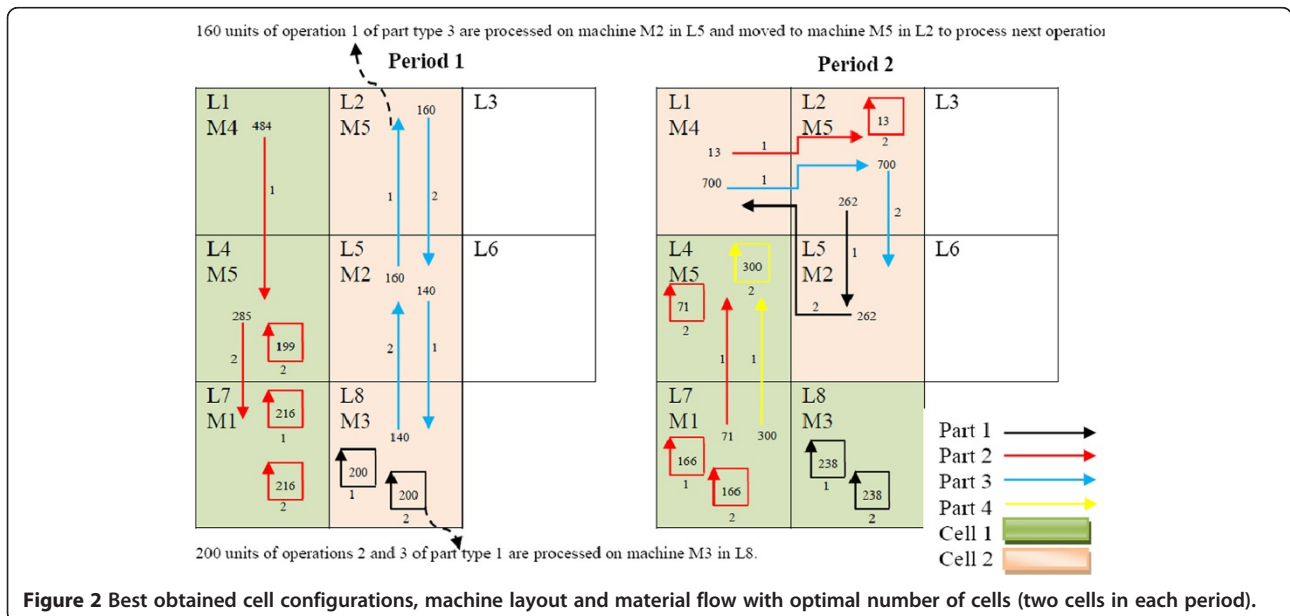 160 units of operation 1 of part type 3 are processed on machine M2 in L5 and moved to machine M5 in L2 to process next operation
Period 1
L1
M4
484
1
L2
M5
160
1
2
L3
L4
M5
285
2
199
2
L5
M2
160
140
2
1
L6
L7
M1
216
1
216
2
L8
M3
140
200
1
200
2
Period 2
L1
M4
13
1
700
1
L2
M5
13
2
700
262
2
1
L3
L4
M5
71
2
300
2
1
1
L5
M2
2
262
L6
L7
M1
71
300
166
1
166
2
L8
M3
238
1
238
2
Part 1
Part 2
Part 3
Part 4
Cell 1
Cell 2
200 units of operations 2 and 3 of part type 1 are processed on machine M3 in L8.
Figure 2 Best obtained cell configurations, machine layout and material flow with optimal number of cells (two cells in each period).